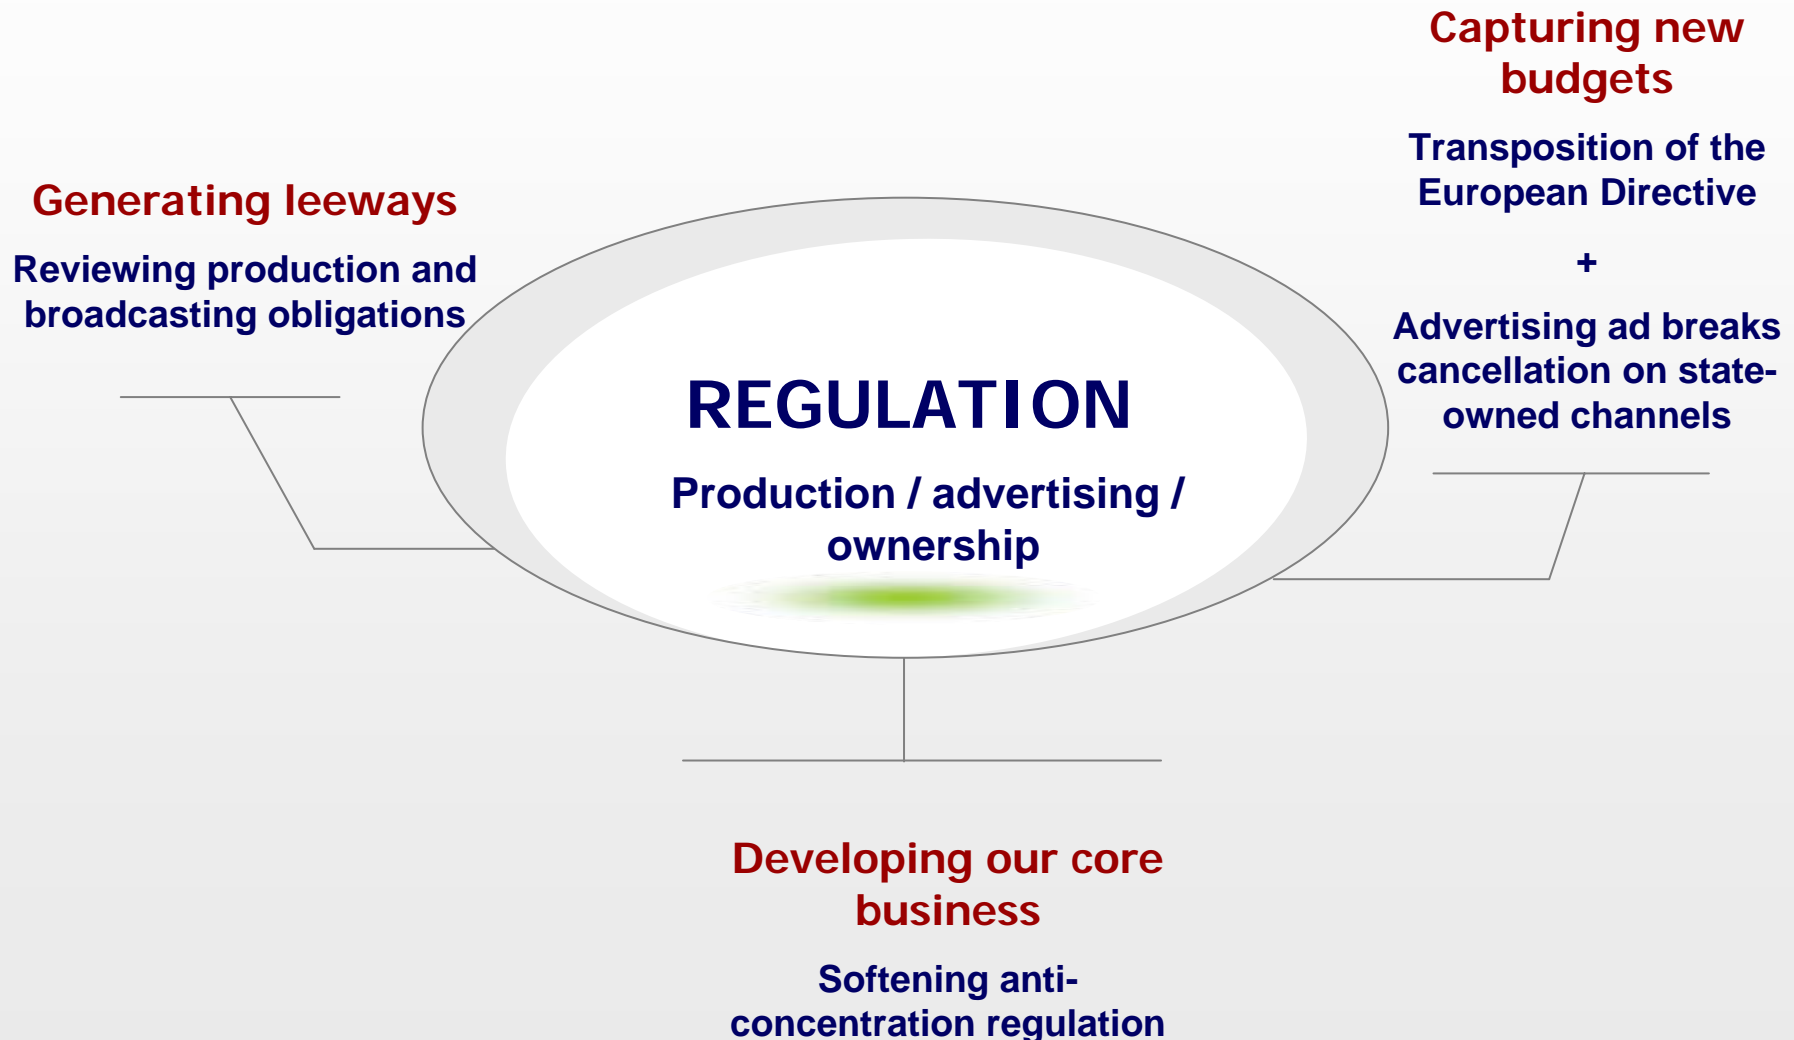 Capturing new
budgets
Transposition of the
European Directive
+
Advertising ad breaks
cancellation on state-
owned channels
Generating leeways
Reviewing production and
broadcasting obligations
REGULATION
Production / advertising /
ownership
Developing our core
business
Softening anti-
concentration regulation